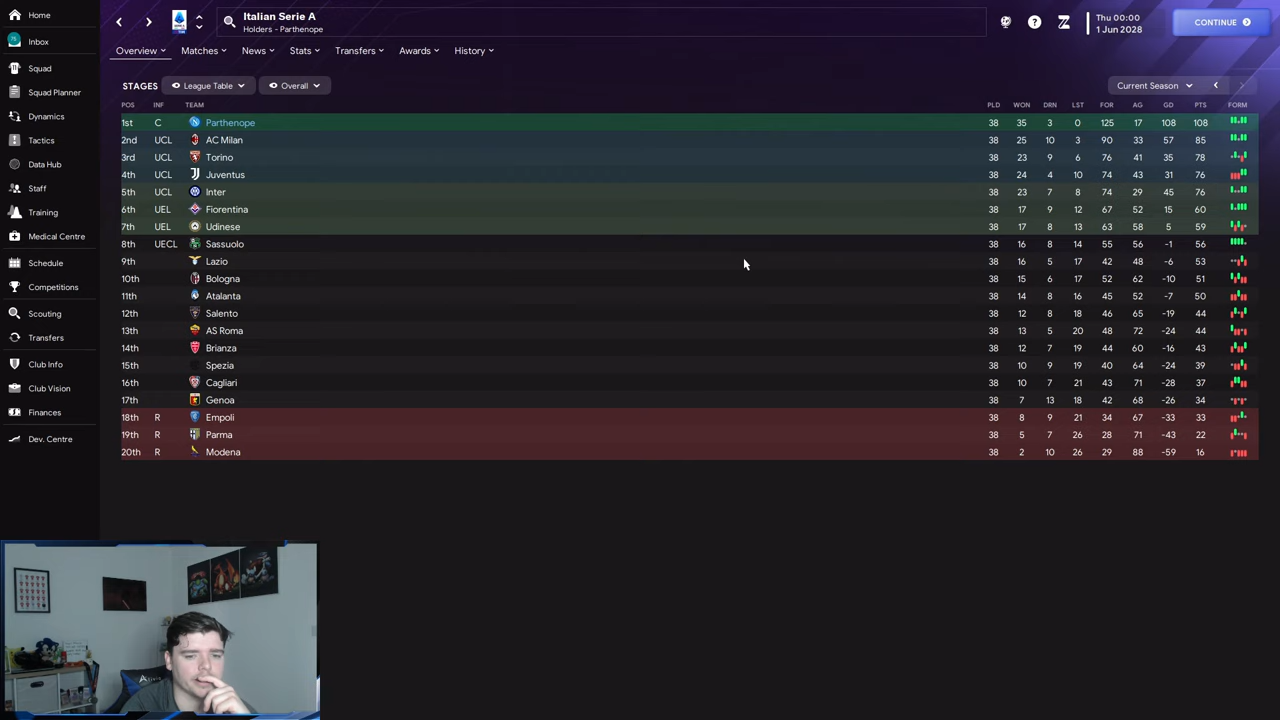 Home
Italian Serie A
Holders - Parthenope
Thu 00:00
1 Jun 2028
CONTINUE
75
Inbox
Overview Matches News Stats Transfers Awards History
Squad
Squad Planner
Dynamics
Tactics
Data Hub
Staff
Training
Medical Centre
Schedule
Competitions
Scouting
Transfers
Club Info
Club Vision
Finances
Dev. Centre
STAGES League Table Overall Current Season
POS INF TEAM PLD WON DRN LST FOR AG GD PTS FORM
1st C Parthenope 38 35 3 0 125 17 108 108
2nd UCL AC Milan 38 25 10 3 90 33 57 85
3rd UCL Torino 38 23 9 6 76 41 35 78
4th UCL Juventus 38 24 4 10 74 43 31 76
5th UCL Inter 38 23 7 8 74 29 45 76
6th UEL Fiorentina 38 17 9 12 67 52 15 60
7th UEL Udinese 38 17 8 13 63 58 5 59
8th UECL Sassuolo 38 16 8 14 55 56 -1 56
9th Lazio 38 16 5 17 42 48 -6 53
10th Bologna 38 15 6 17 52 62 -10 51
11th Atalanta 38 14 8 16 45 52 -7 50
12th Salento 38 12 8 18 46 65 -19 44
13th AS Roma 38 13 5 20 48 72 -24 44
14th Brianza 38 12 7 19 44 60 -16 43
15th Spezia 38 10 9 19 40 64 -24 39
16th Cagliari 38 10 7 21 43 71 -28 37
17th Genoa 38 7 13 18 42 68 -26 34
18th R Empoli 38 8 9 21 34 67 -33 33
19th R Parma 38 5 7 26 28 71 -43 22
20th R Modena 38 2 10 26 29 88 -59 16